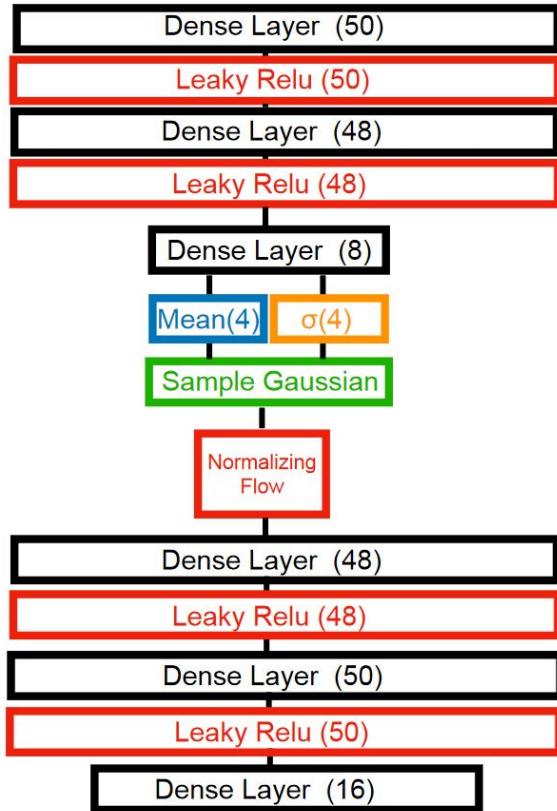 Dense Layer (50)
Leaky Relu (50)
Dense Layer (48)
Leaky Relu (48)
Dense Layer (8)
Mean(4) σ(4)
Sample Gaussian
Normalizing
Flow
Dense Layer (48)
Leaky Relu (48)
Dense Layer (50)
Leaky Relu (50)
Dense Layer (16)